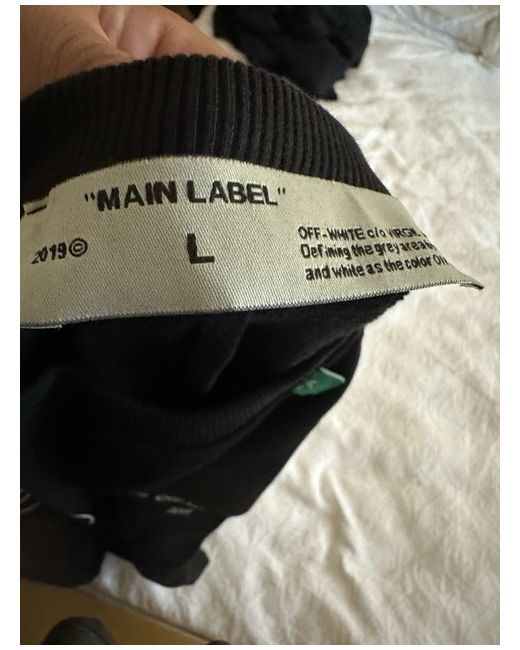 "MAIN LABEL"
2019©
L
OFF-WHITE c/o VIRGIL
Defining the grey area
and white as the color